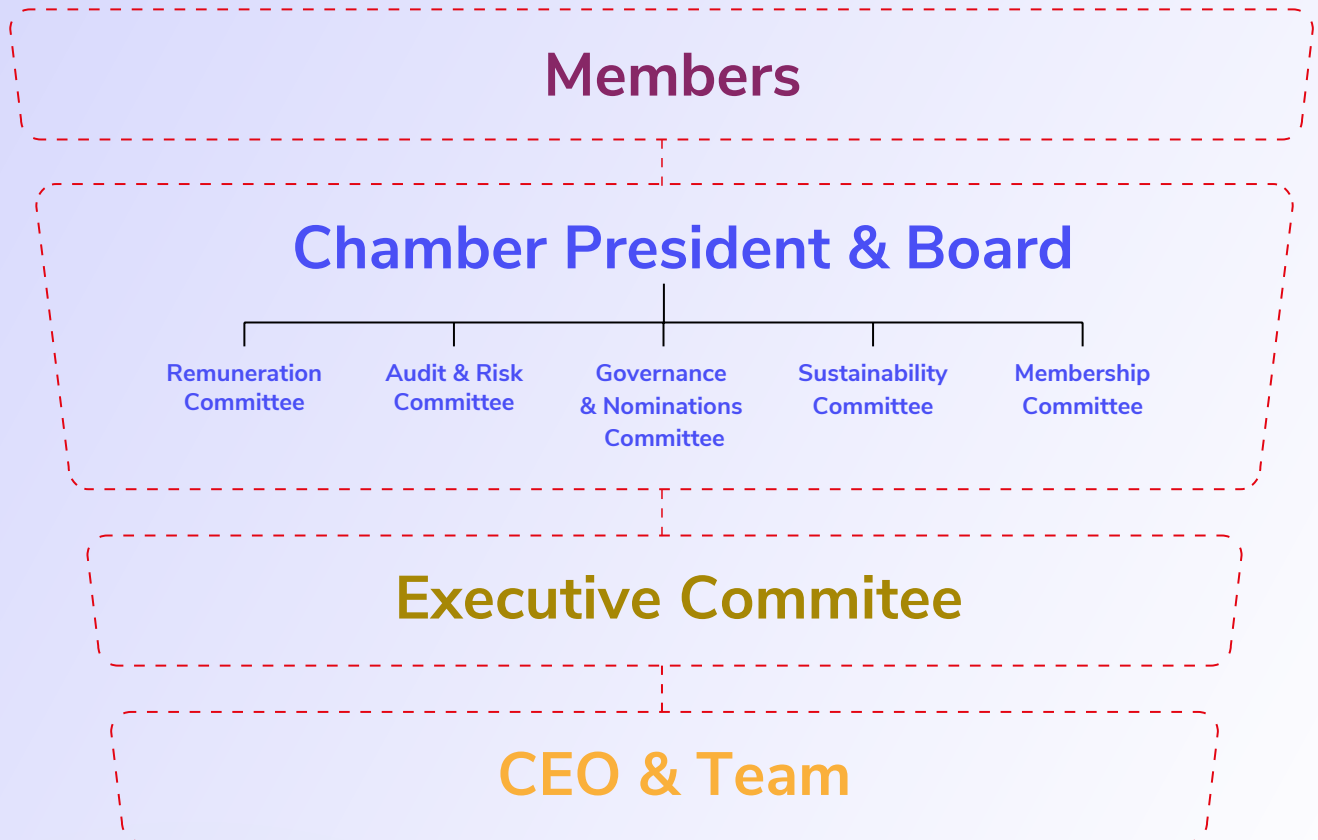 Members
Chamber President & Board
Remuneration
Committee
Audit & Risk
Committee
Governance
& Nominations
Committee
Sustainability
Committee
Membership
Committee
Executive Commitee
CEO & Team